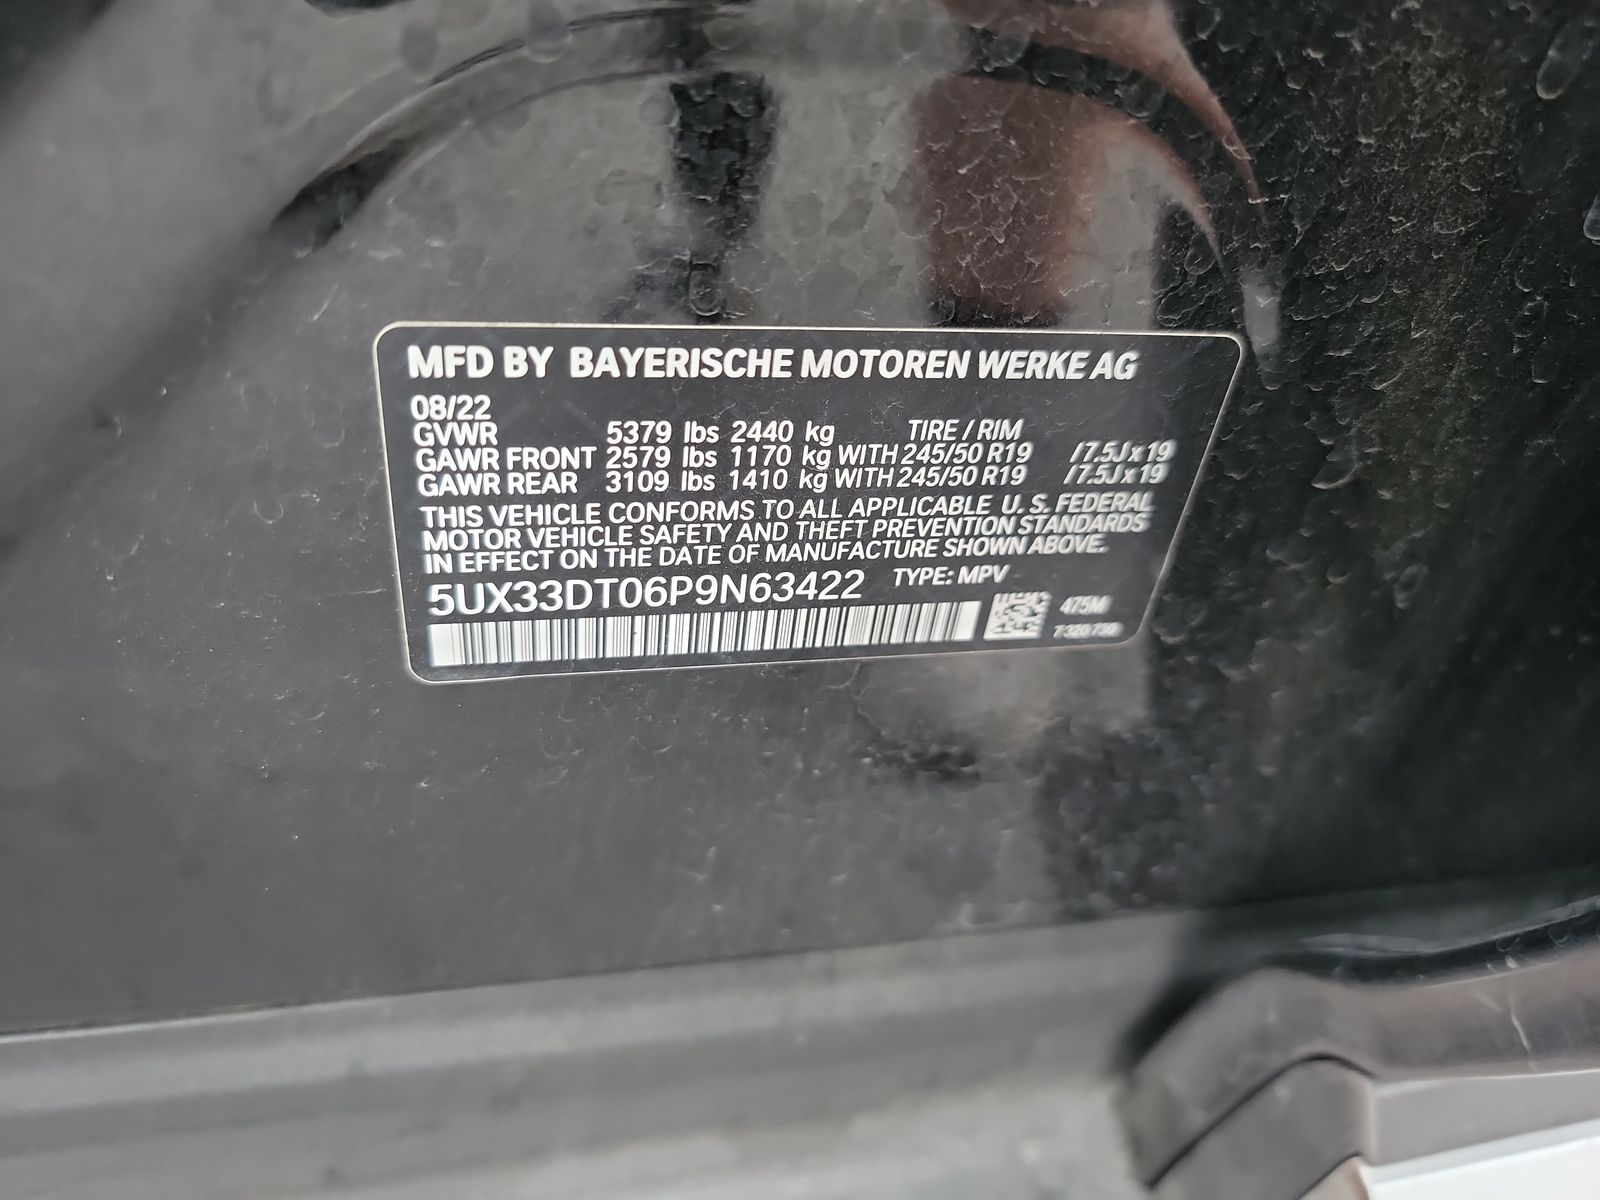 MFD BY BAYERISCHE MOTOREN WERKE AG
08/22
GVWR 5379 lbs 2440 kg TIRE / RIM
GAWR FRONT 2579 lbs 1170 kg WITH 245/50 R19 / 7.5J x 19
GAWR REAR 3109 lbs 1410 kg WITH 245/50 R19 / 7.5J x 19
THIS VEHICLE CONFORMS TO ALL APPLICABLE U. S. FEDERAL
MOTOR VEHICLE SAFETY AND THEFT PREVENTION STANDARDS
IN EFFECT ON THE DATE OF MANUFACTURE SHOWN ABOVE.
5UX33DT06P9N63422 TYPE: MPV
475M
7320730